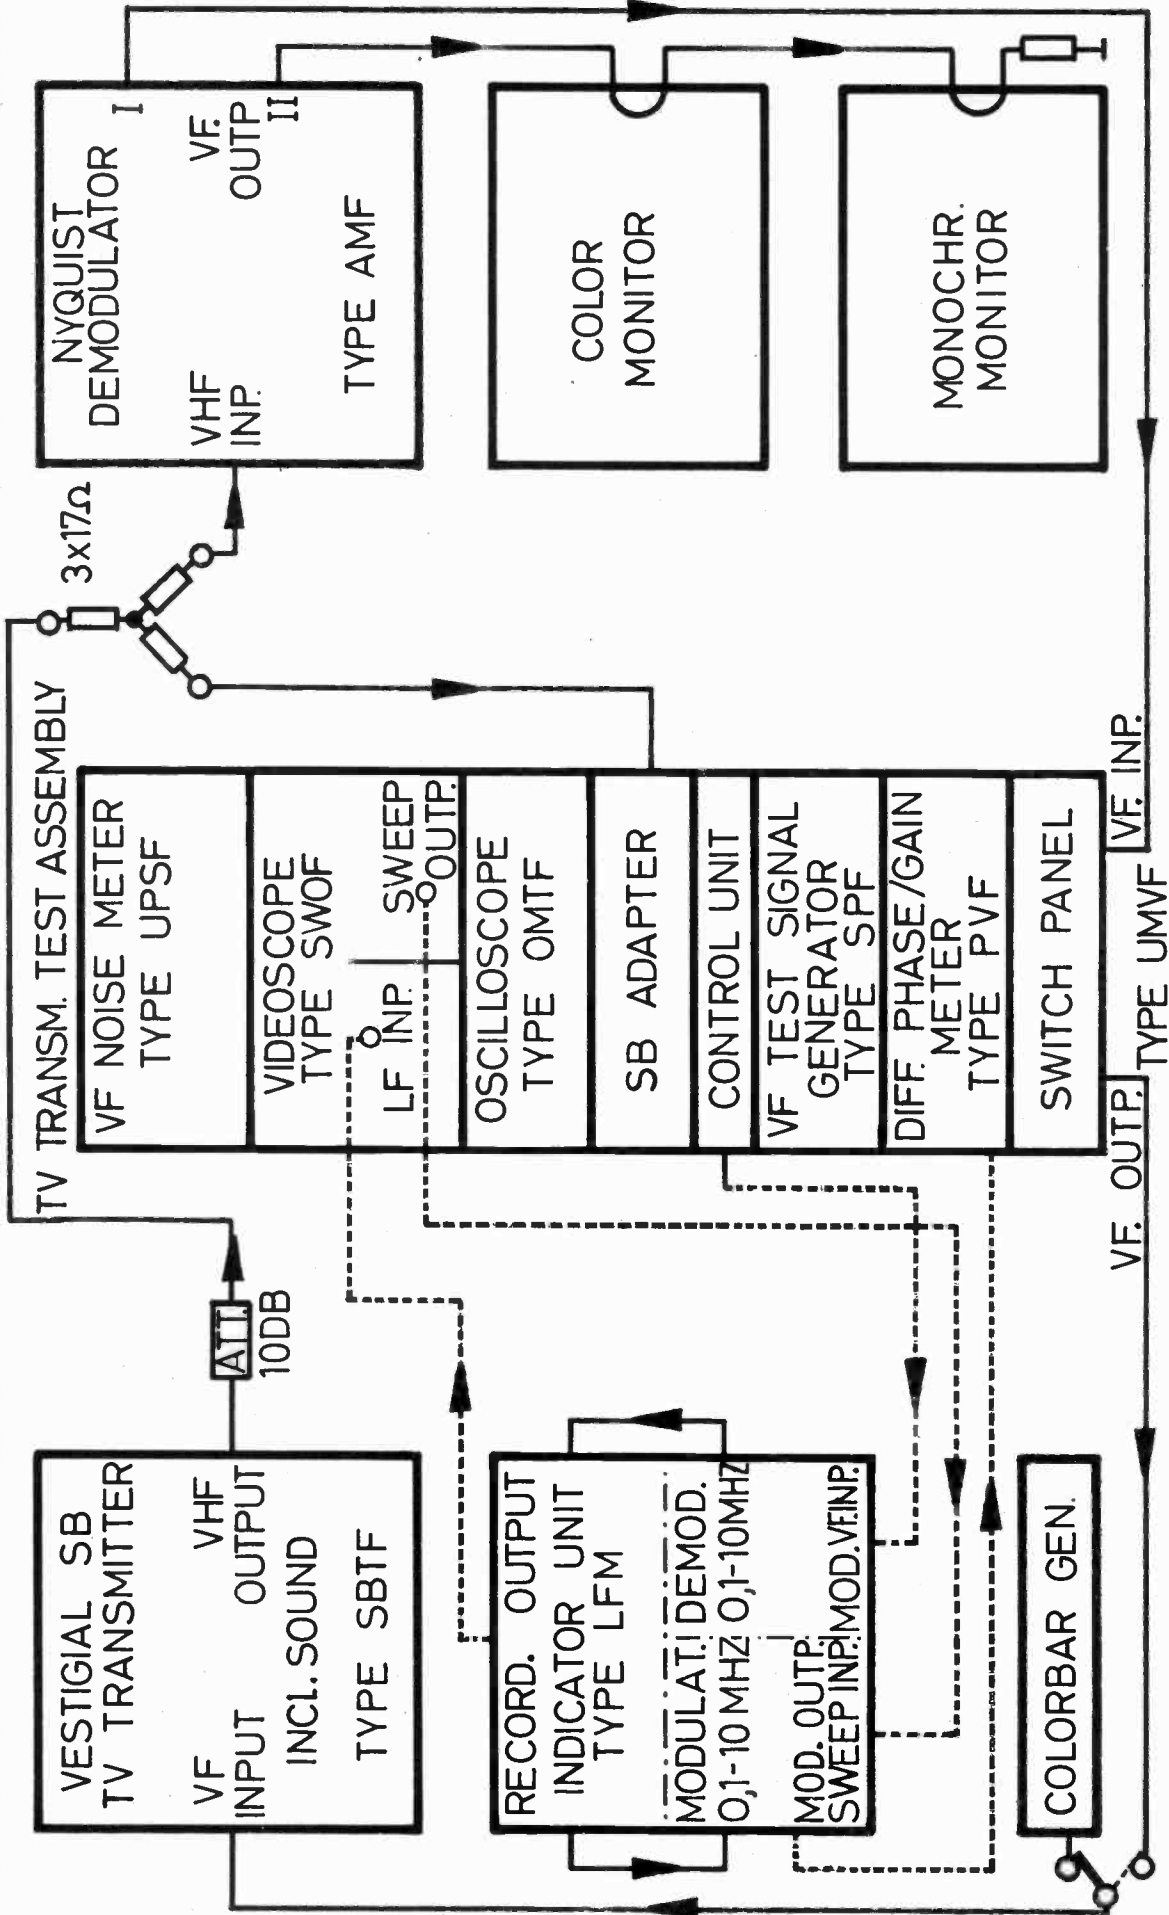 VESTIGIAL SB
TV TRANSMITTER
VF
INPUT
VHF
OUTPUT
INCL. SOUND
TYPE SBTF
ATT.
10DB
3x17Ω
NYQUIST
DEMODULATOR
VHF
INP.
VF.
OUTP
I
II
TYPE AMF
TV TRANSM. TEST ASSEMBLY
VF NOISE METER
TYPE UPSF
VIDEOSCOPE
TYPE SWOF
LF INP.
SWEEP
OUTP.
OSCILLOSCOPE
TYPE OMTF
SB ADAPTER
CONTROL UNIT
VF TEST SIGNAL
GENERATOR
TYPE SPF
DIFF. PHASE/GAIN
METER
TYPE PVF
SWITCH PANEL
VF. OUTP.
VF. INP.
TYPE UMVF
RECORD. OUTPUT
INDICATOR UNIT
TYPE LFM
MODULAT.
DEMOD.
0,1-10 MHZ
0,1-10MHZ
MOD. OUTP.
SWEEP INP.
MOD. VF.INP.
COLOR
MONITOR
MONOCHR.
MONITOR
COLORBAR GEN.